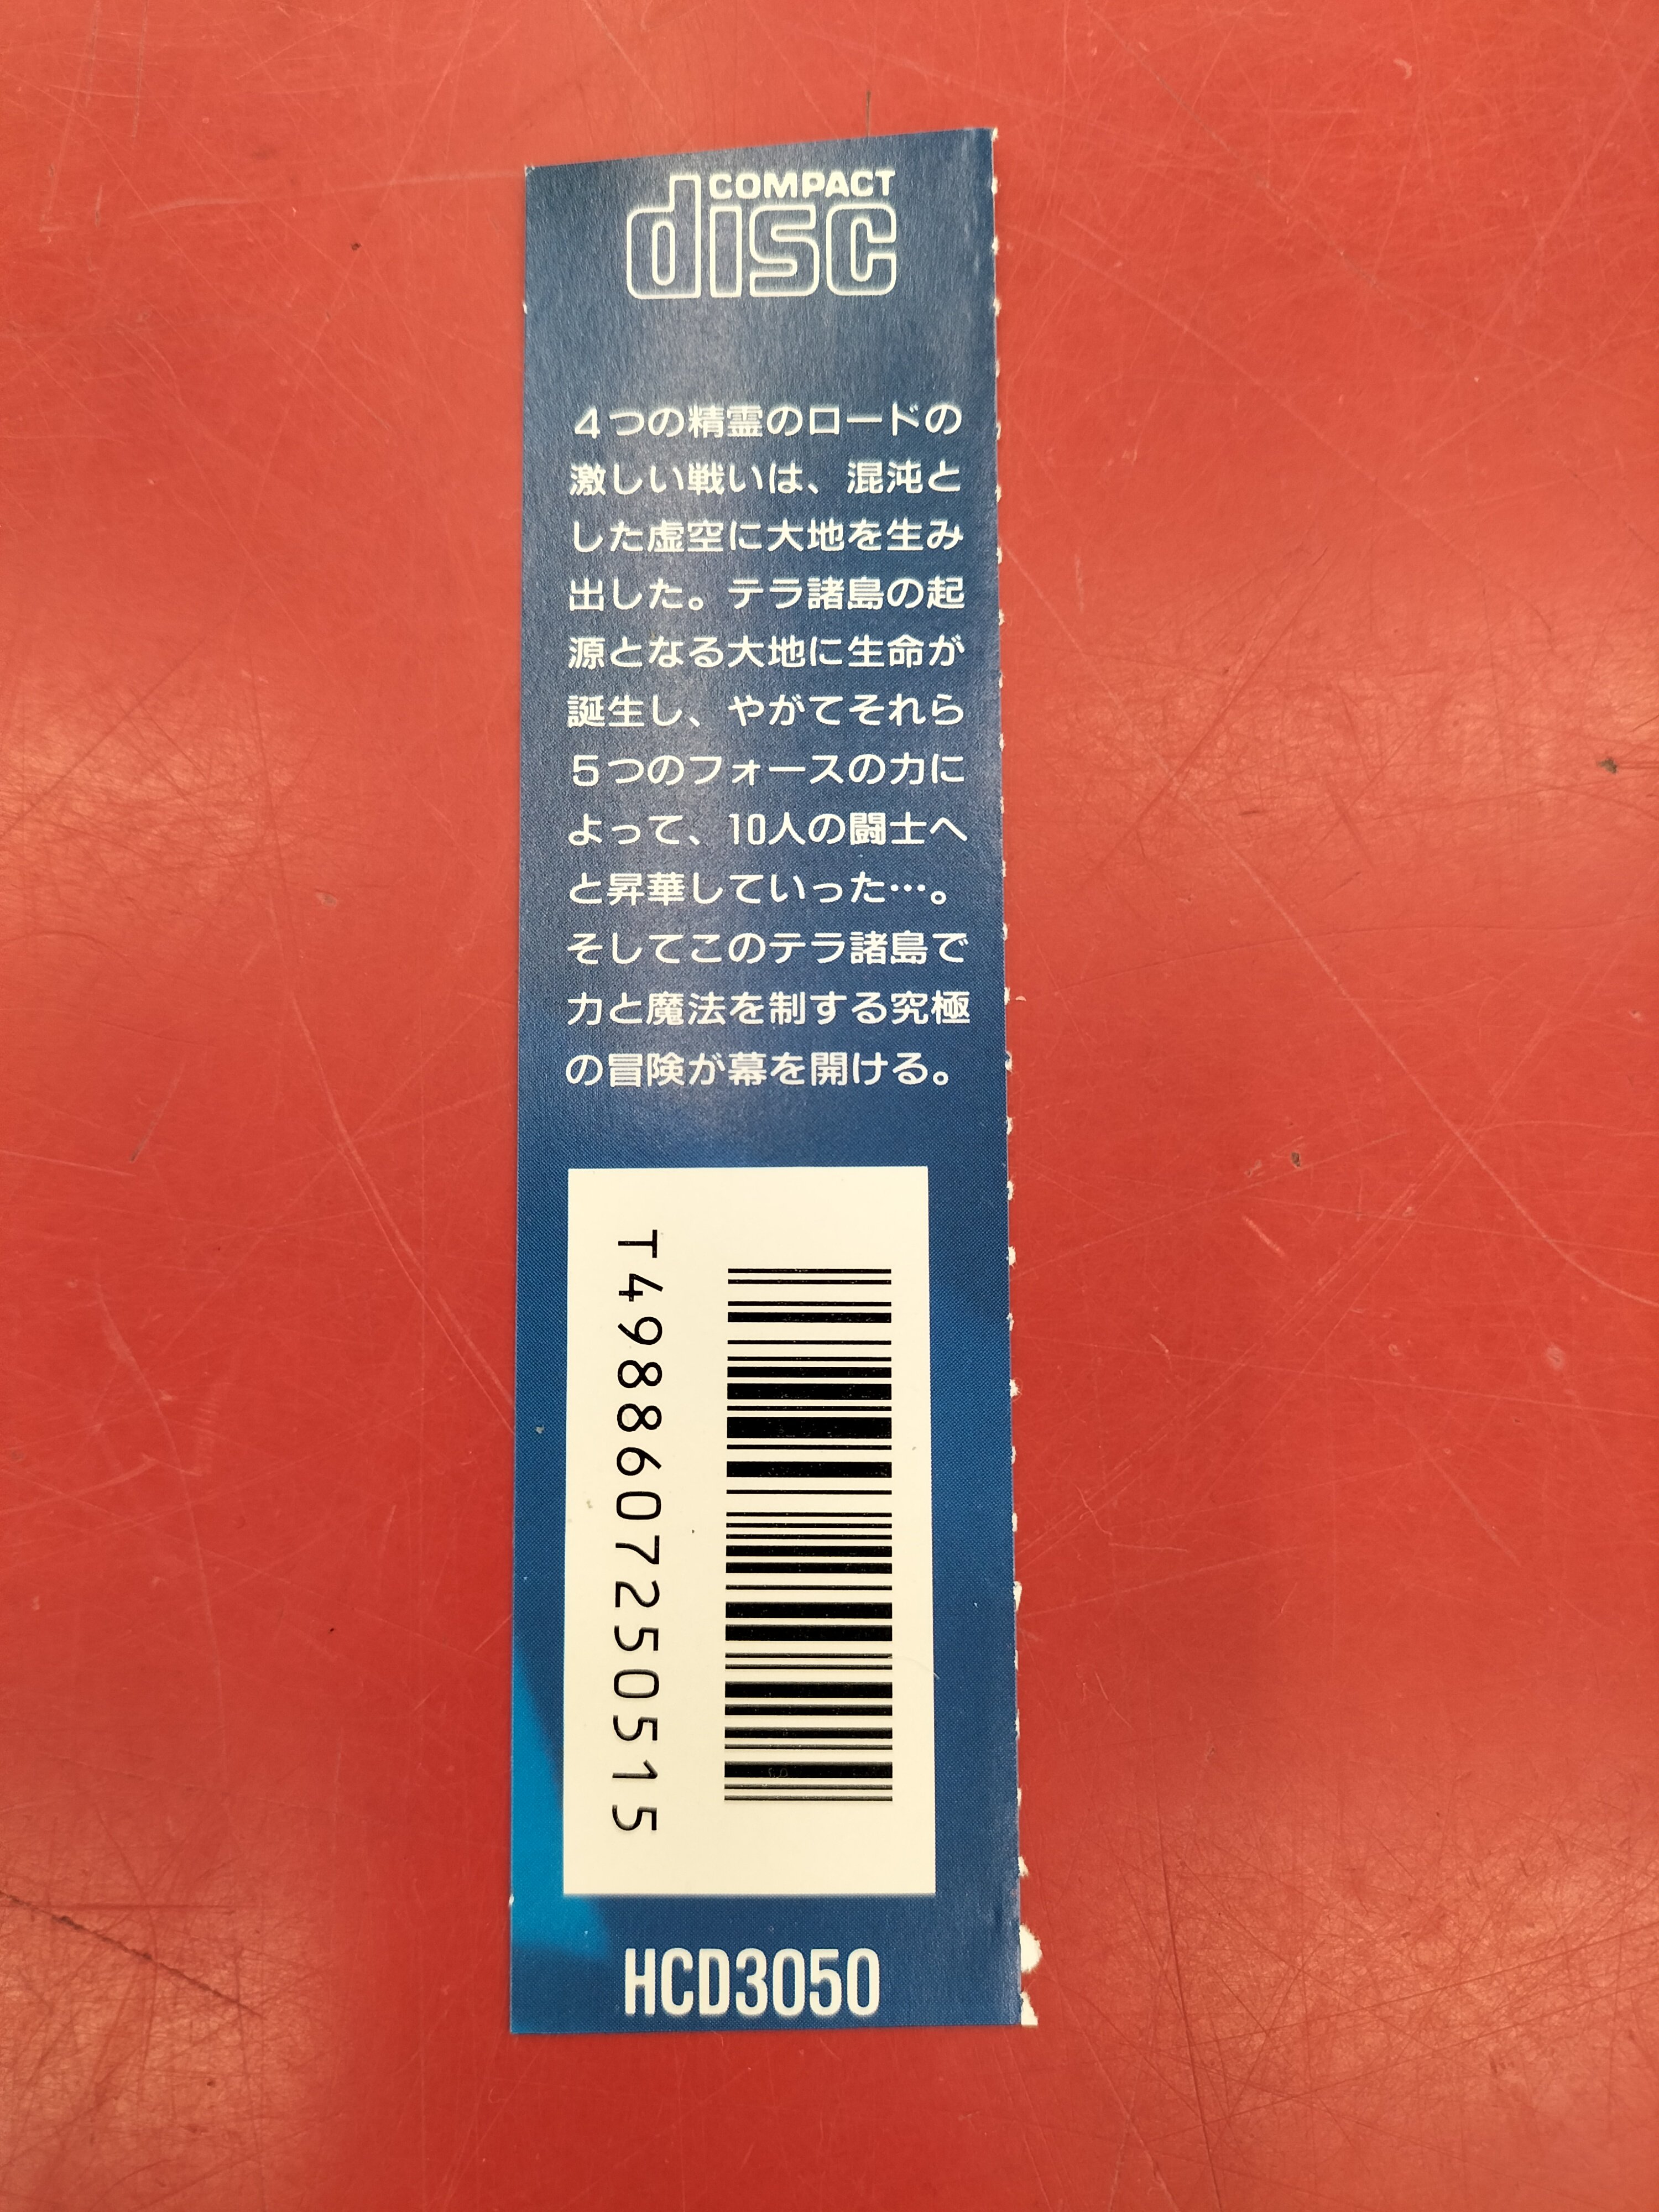 COMPACT
disc
4つの精霊のロードの
激しい戦いは、混沌と
した虚空に大地を生み
出した。テラ諸島の起
源となる大地に生命が
誕生し、やがてそれら
5つのフォースの力に
よって、10人の闘士へ
と昇華していった…。
そしてこのテラ諸島で
力と魔法を制する究極
の冒険が幕を開ける。
T4988607250515
HCD3050